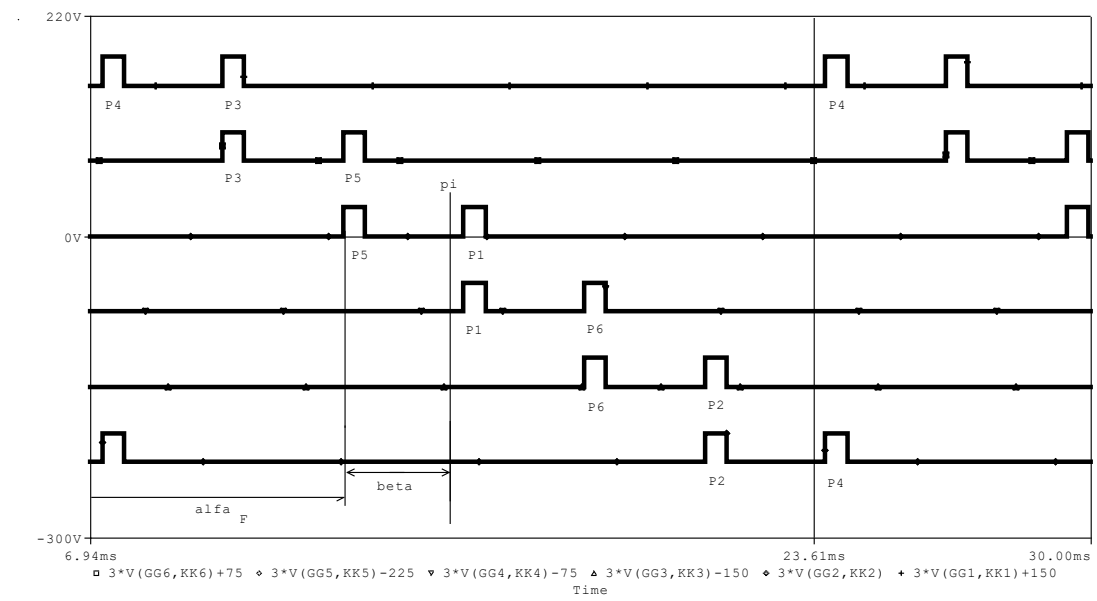 220V
P4 P3 P4
P3 P5
pi
0V
P5 P1
P1 P6
P6 P2
P2 P4
beta
alfa F
-300V
6.94ms 23.61ms 30.00ms
3*V(GG6,KK6)+75 3*V(GG5,KK5)-225 3*V(GG4,KK4)-75 3*V(GG3,KK3)-150 3*V(GG2,KK2) 3*V(GG1,KK1)+150
Time